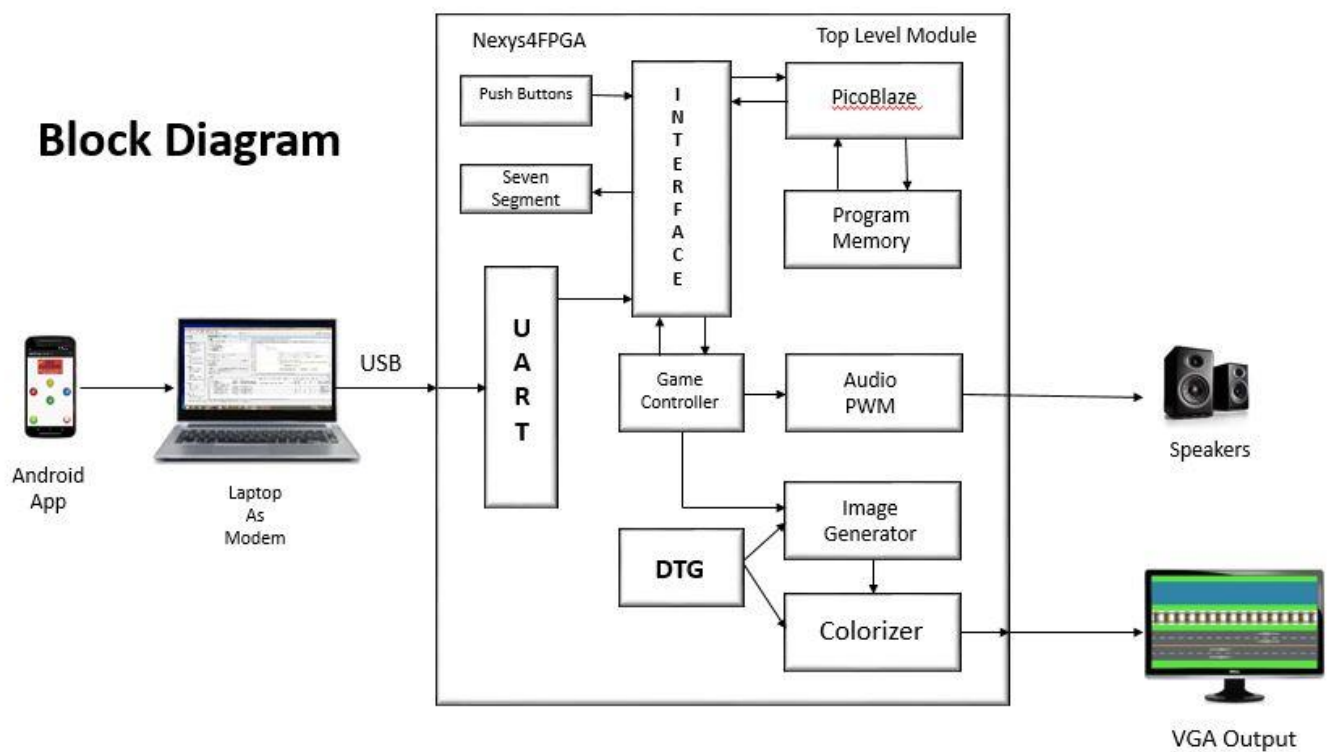 Block Diagram
Nexys4FPGA
Top Level Module
Push Buttons
I
N
T
E
R
F
A
C
E
PicoBlaze
Seven
Segment
Program
Memory
U
A
R
T
USB
Game
Controller
Audio
PWM
Speakers
Android
App
Laptop
As
Modem
Image
Generator
DTG
Colorizer
VGA Output